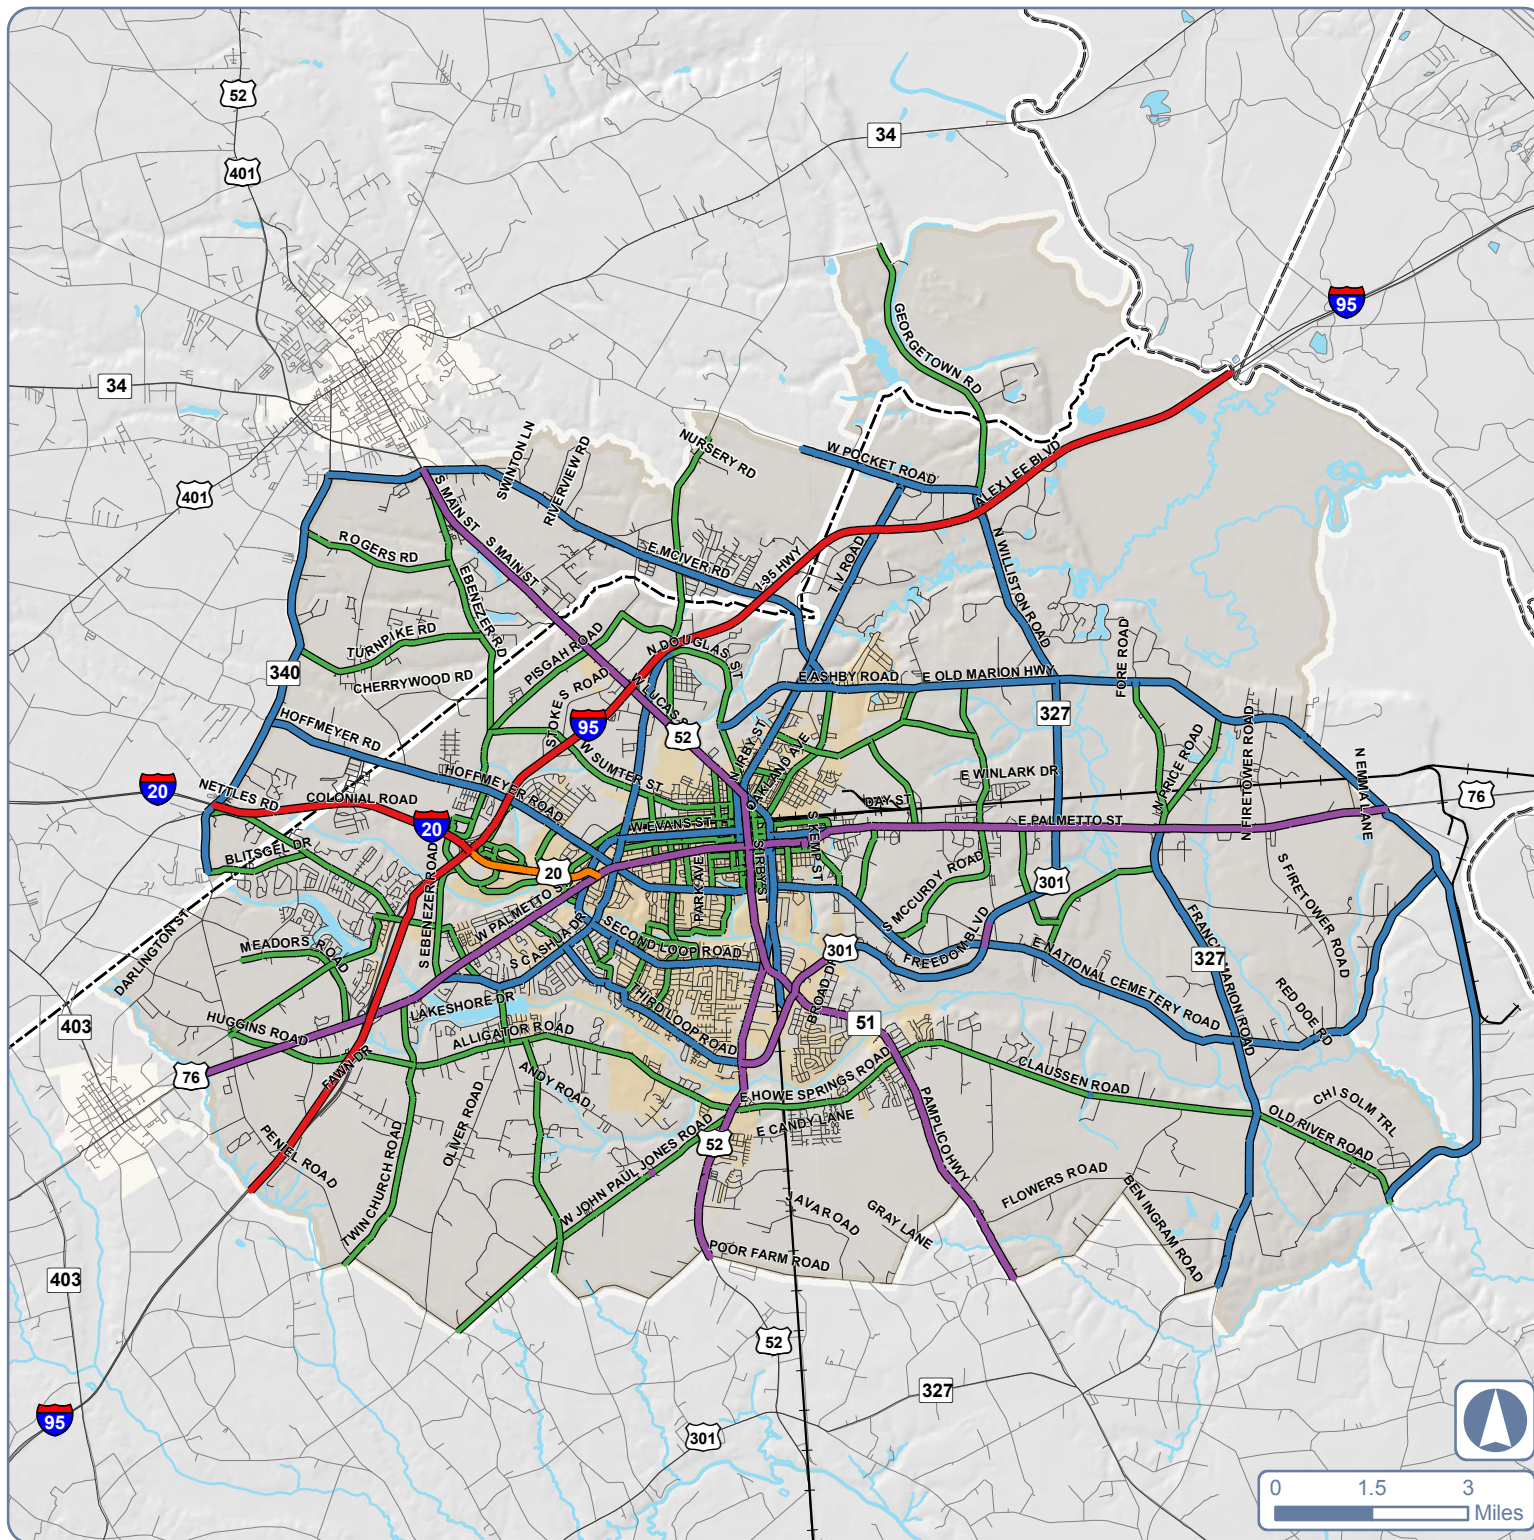 52
401
34
95
34
GEORGETOWN RD
NURSERY RD
W POCKET ROAD
ALEX LEE BLVD
SWINTON LN
RIVERVIEW RD
401
S MAIN ST
S MAIN ST
ROGERS RD
E MCIVER RD
I-95 HWY
T V ROAD
N WILLISTON ROAD
EBENEZER RD
TURNPIKE RD
PISGAH ROAD
N DOUGLAS ST
FORE ROAD
340
CHERRYWOOD RD
E ASHBY ROAD
E OLD MARION HWY
STOKES ROAD
W LUCAS S
HOFFMEYER RD
95
52
327
N IRBY ST
OAKLAND AVE
W SUMTER ST
W PRICE ROAD
N FIRETOWER ROAD
N EMMA LANE
20
NETTLES RD
COLONIAL ROAD
HOFFMEYER ROAD
E WINLARK DR
DAY ST
76
20
W EVANS ST
E PALMETTO ST
BLITSGEL DR
S EBENEZER ROAD
20
PARK AVE
S IRBY ST
S KEMP ST
S MCCURDY ROAD
301
S FIRETOWER ROAD
DARLINGTON ST
MEADORS ROAD
W PALMETTO S
S CASHUA DR
SECOND LOOP ROAD
301
FREEDOM BLVD
E NATIONAL CEMETERY ROAD
FRANCIS MARION ROAD
327
BROAD DR
LAKESHORE DR
THIRD LOOP ROAD
RED DOE RD
403
HUGGINS ROAD
ALLIGATOR ROAD
51
76
FAWN DR
ANDY ROAD
OLIVER ROAD
E HOWE SPRINGS ROAD
CLAUSSEN ROAD
PAMPLICO HWY
CHISOLM TRL
OLD RIVER ROAD
E CANDY LANE
52
PENIEL ROAD
TWIN CHURCH ROAD
W JOHN PAUL JONES ROAD
FLOWERS ROAD
BEN INGRAM ROAD
JAVA ROAD
GRAY LANE
POOR FARM ROAD
403
52
327
95
301
0 1.5 3
Miles